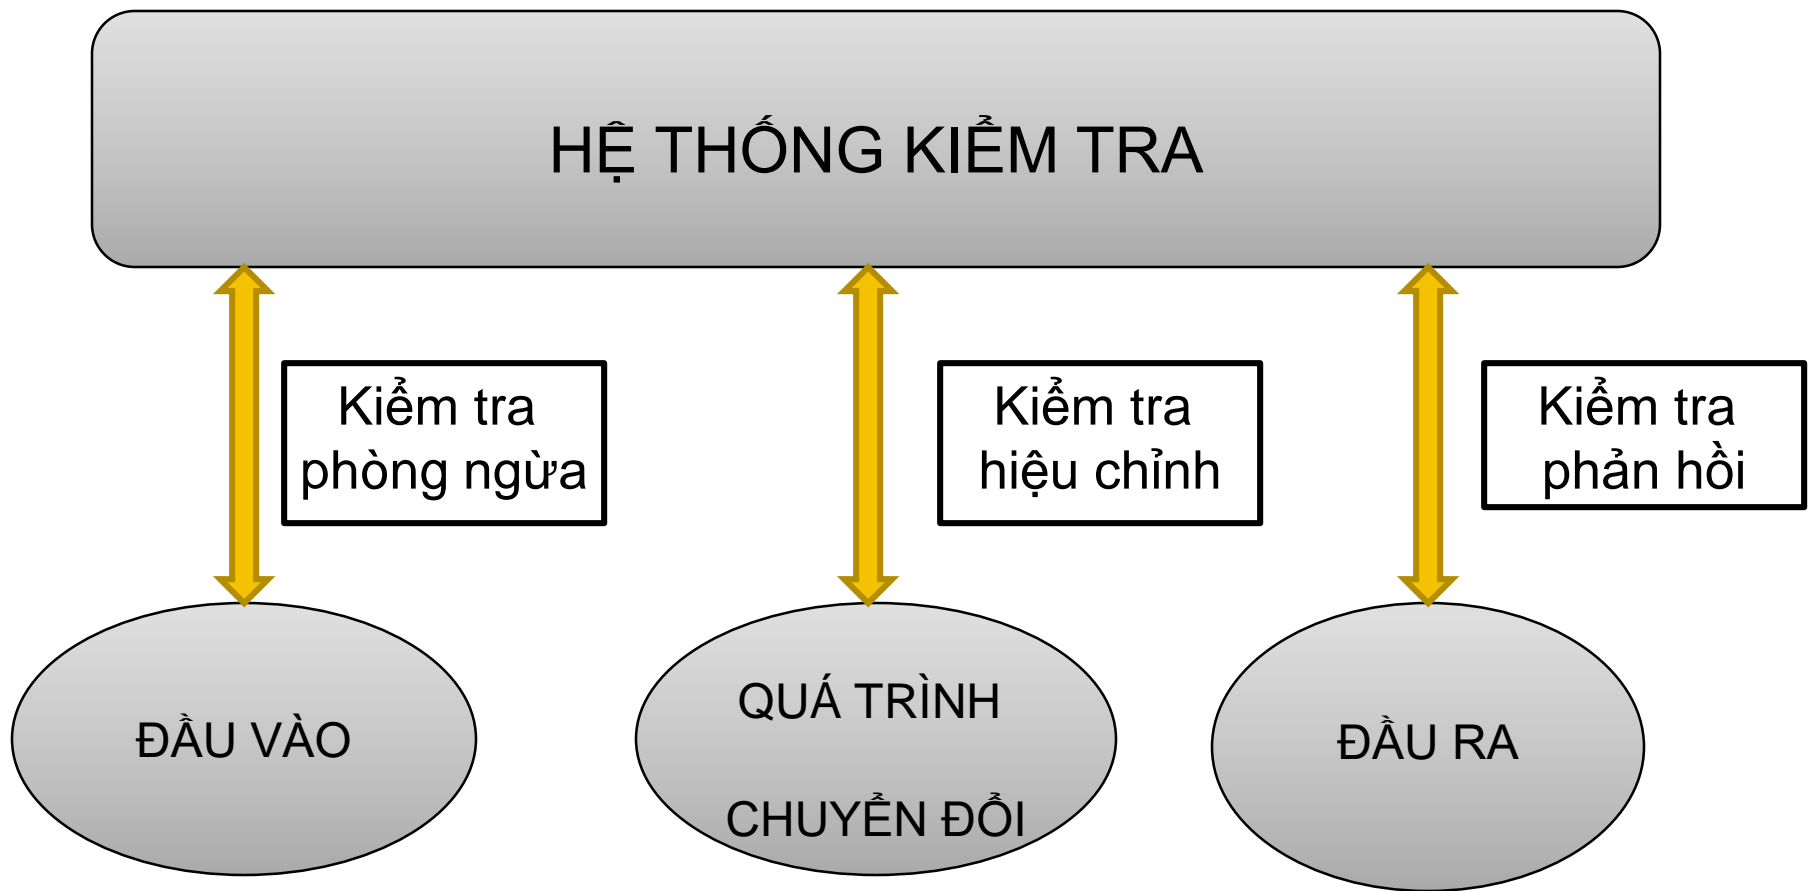 HỆ THỐNG KIỂM TRA
Kiểm tra
phòng ngừa
Kiểm tra
hiệu chỉnh
Kiểm tra
phản hồi
ĐẦU VÀO
QUÁ TRÌNH
CHUYỂN ĐỔI
ĐẦU RA